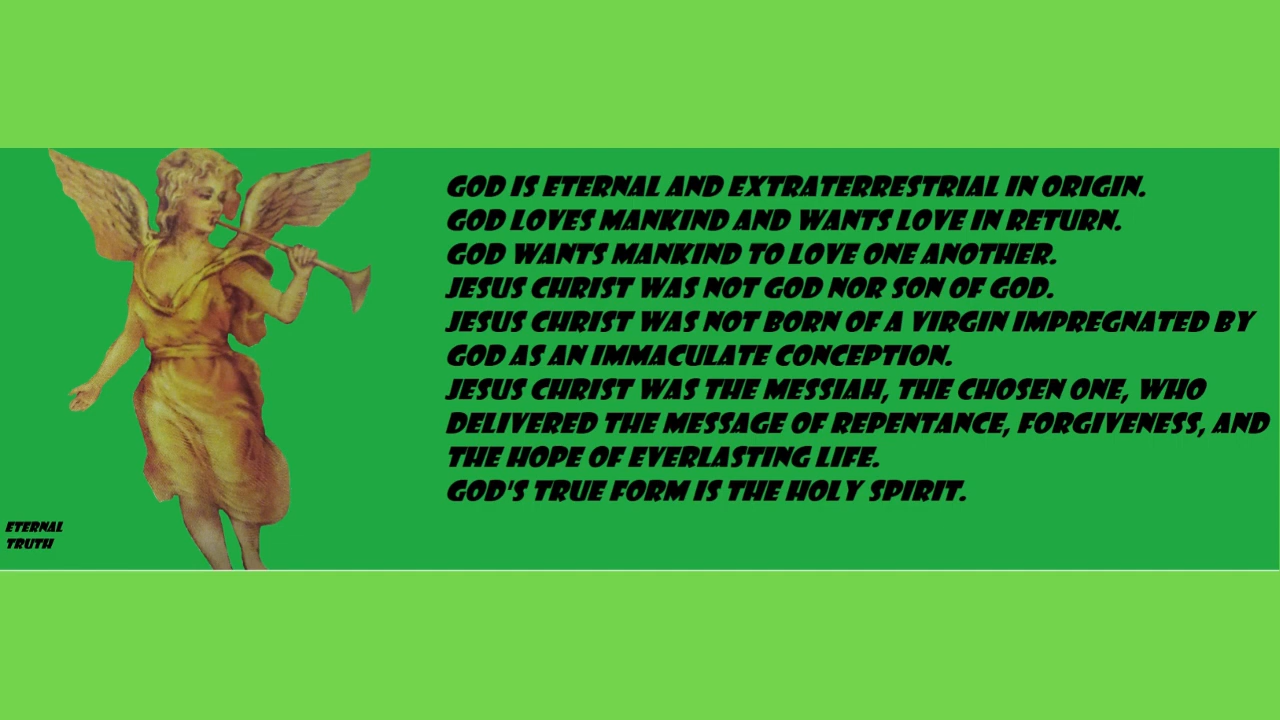 GOD IS ETERNAL AND EXTRATERRESTRIAL IN ORIGIN.
GOD LOVES MANKIND AND WANTS LOVE IN RETURN.
GOD WANTS MANKIND TO LOVE ONE ANOTHER.
JESUS CHRIST WAS NOT GOD NOR SON OF GOD.
JESUS CHRIST WAS NOT BORN OF A VIRGIN IMPREGNATED BY
GOD AS AN IMMACULATE CONCEPTION.
JESUS CHRIST WAS THE MESSIAH, THE CHOSEN ONE, WHO
DELIVERED THE MESSAGE OF REPENTANCE, FORGIVENESS, AND
THE HOPE OF EVERLASTING LIFE.
GOD'S TRUE FORM IS THE HOLY SPIRIT.
ETERNAL
TRUTH